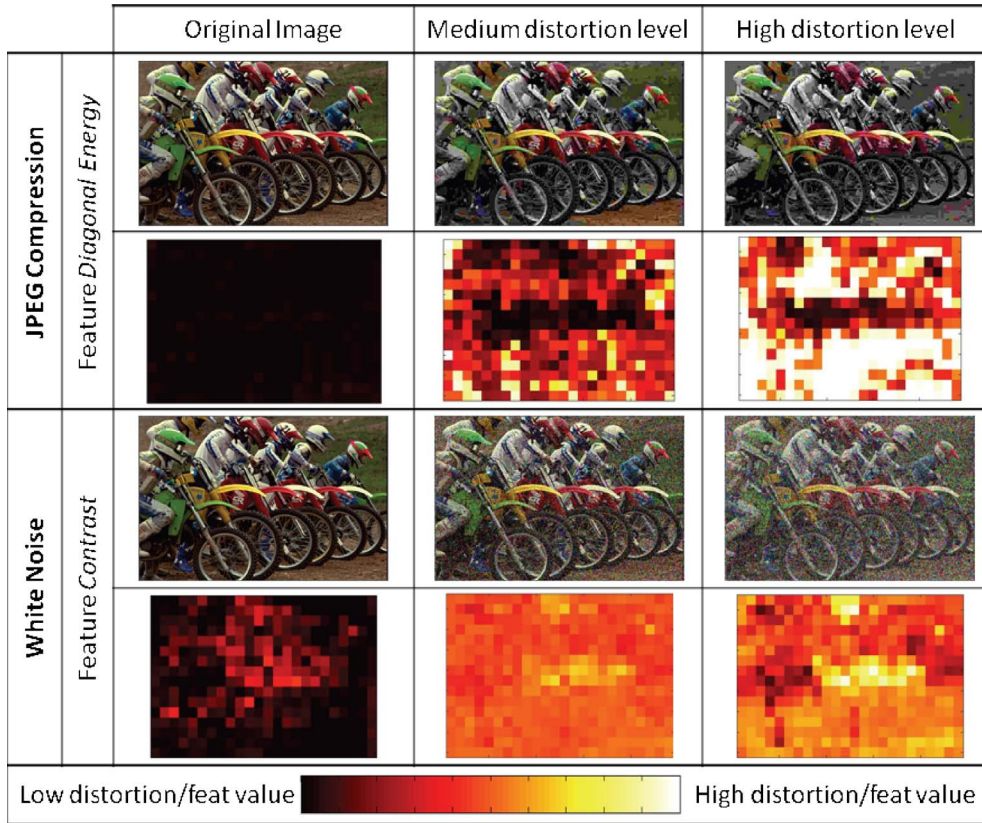 Original Image
Medium distortion level
High distortion level
JPEG Compression
Feature Diagonal Energy
White Noise
Feature Contrast
Low distortion/feat value
High distortion/feat value